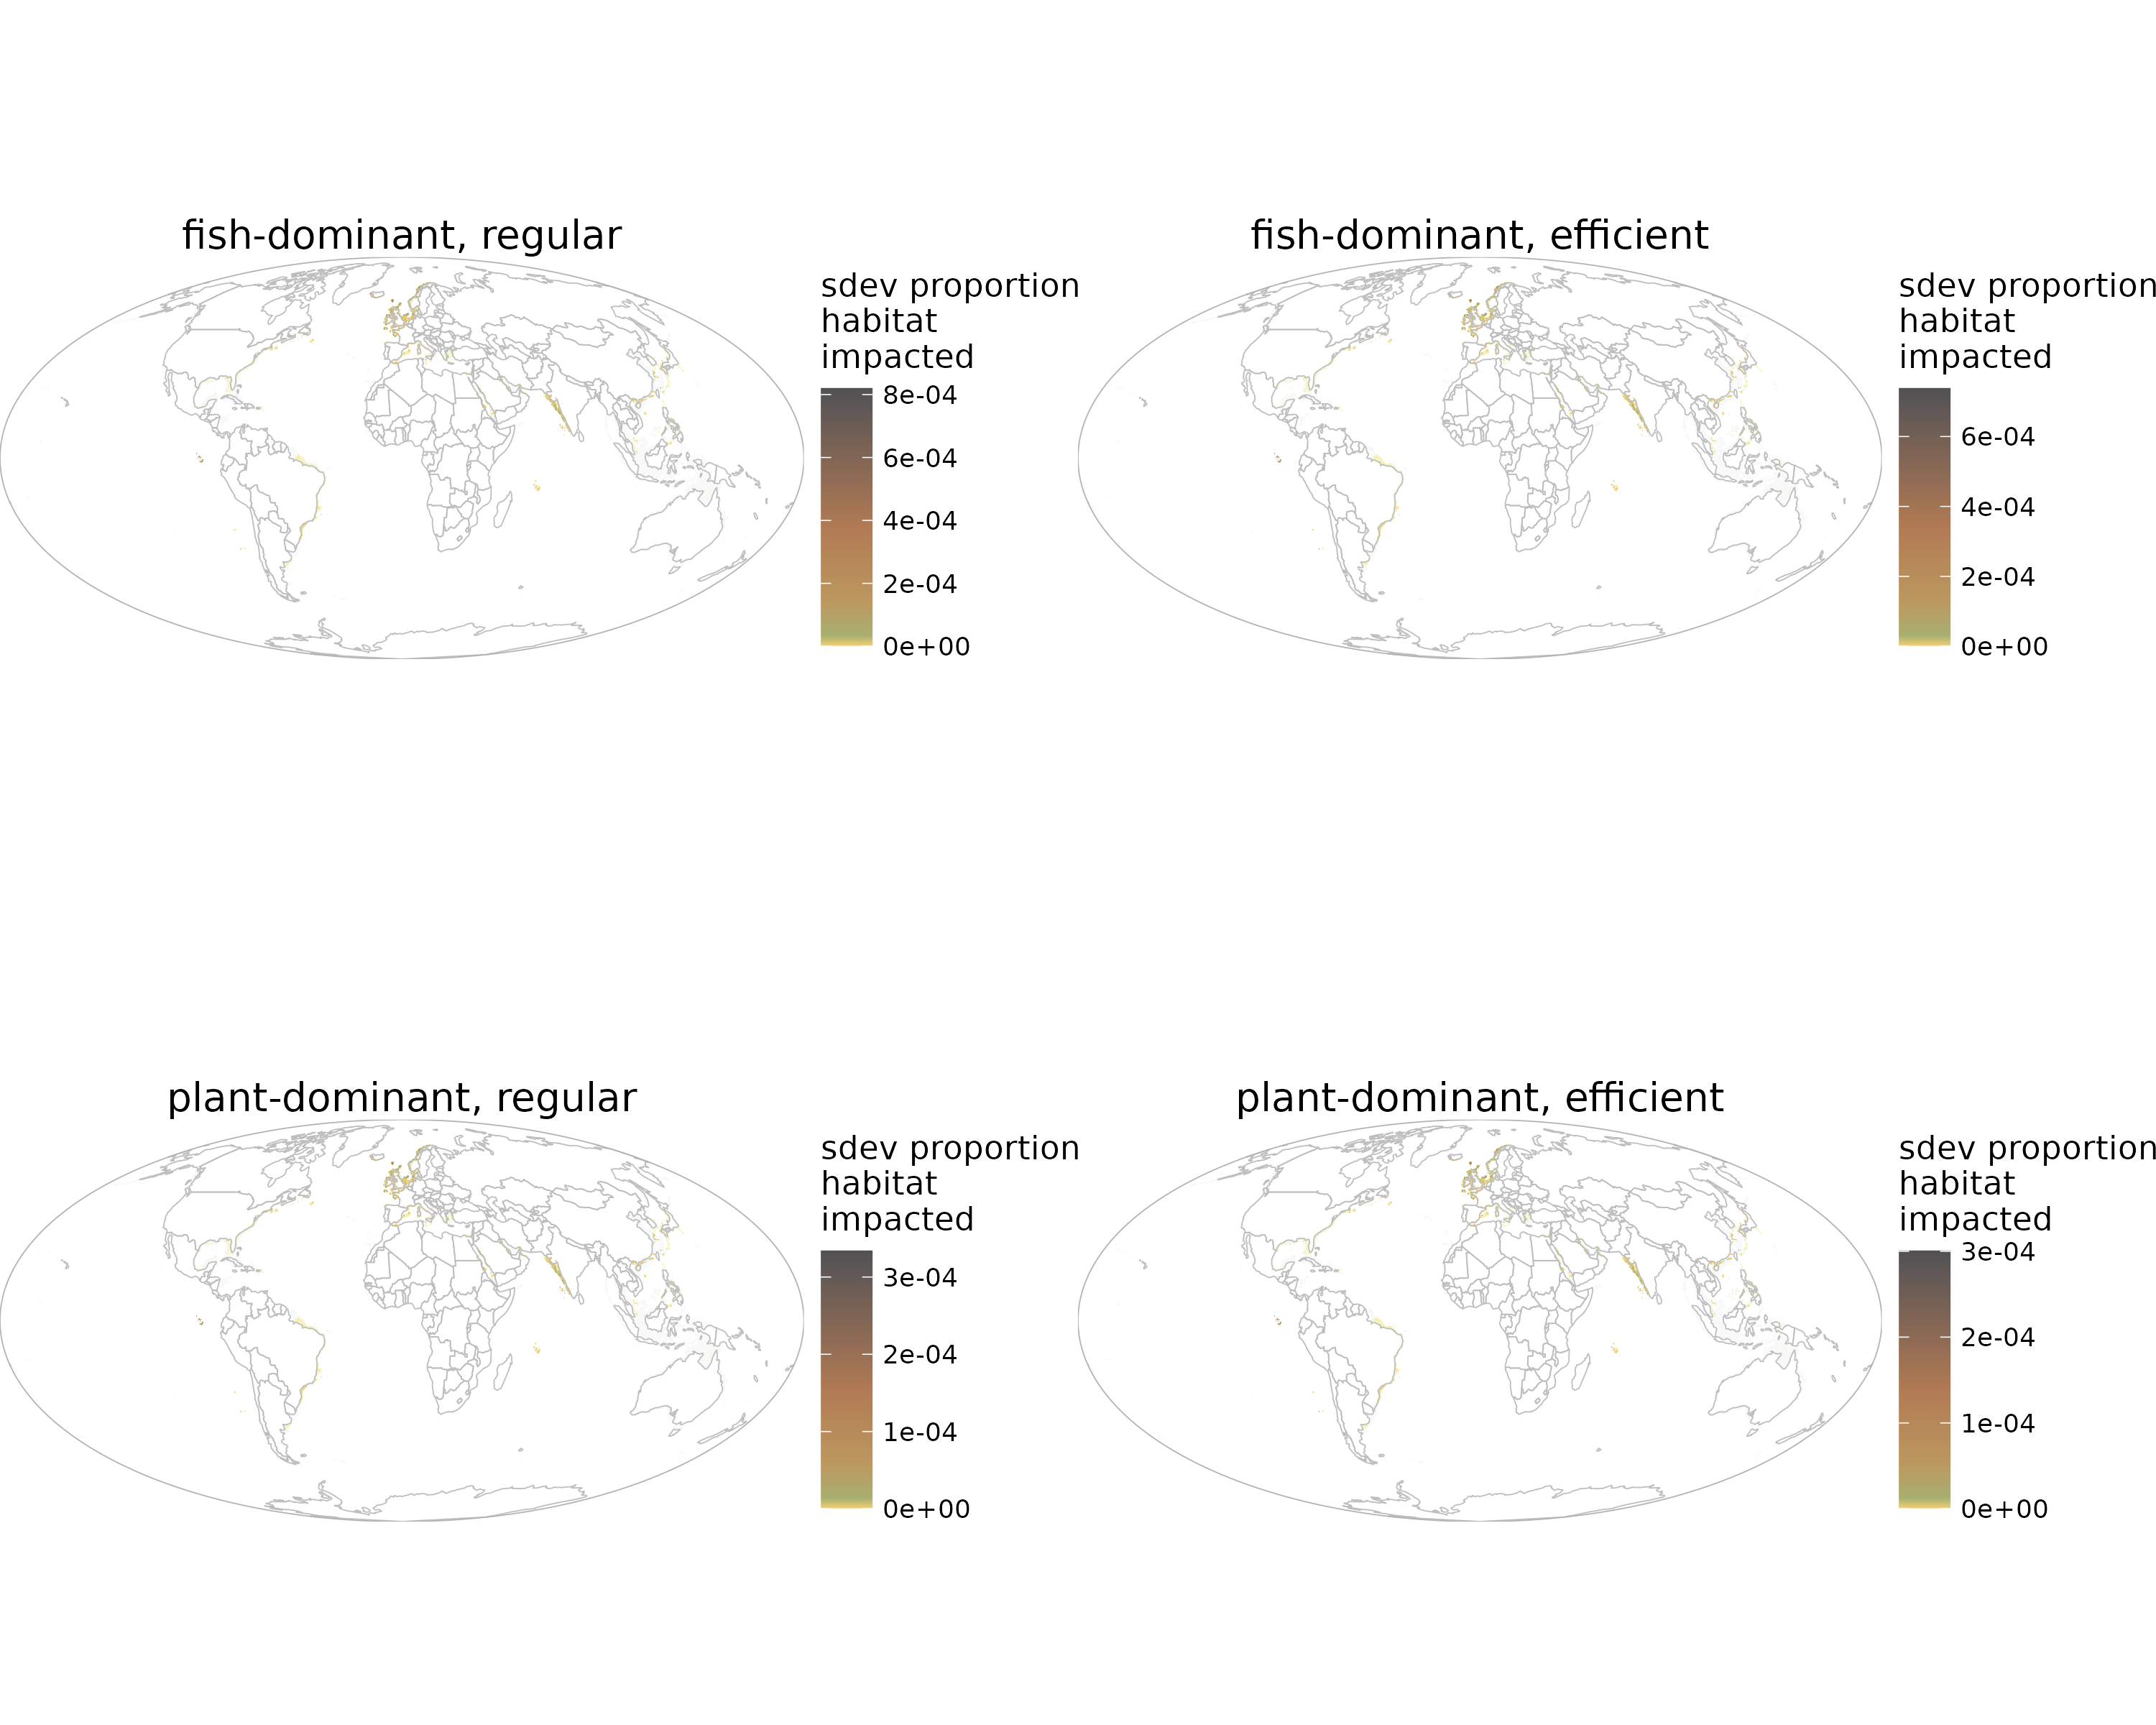 fish-dominant, regular
sdev proportion
habitat
impacted
8e-04
6e-04
4e-04
2e-04
0e+00
fish-dominant, efficient
sdev proportion
habitat
impacted
6e-04
4e-04
2e-04
0e+00
plant-dominant, regular
sdev proportion
habitat
impacted
3e-04
2e-04
1e-04
0e+00
plant-dominant, efficient
sdev proportion
habitat
impacted
3e-04
2e-04
1e-04
0e+00